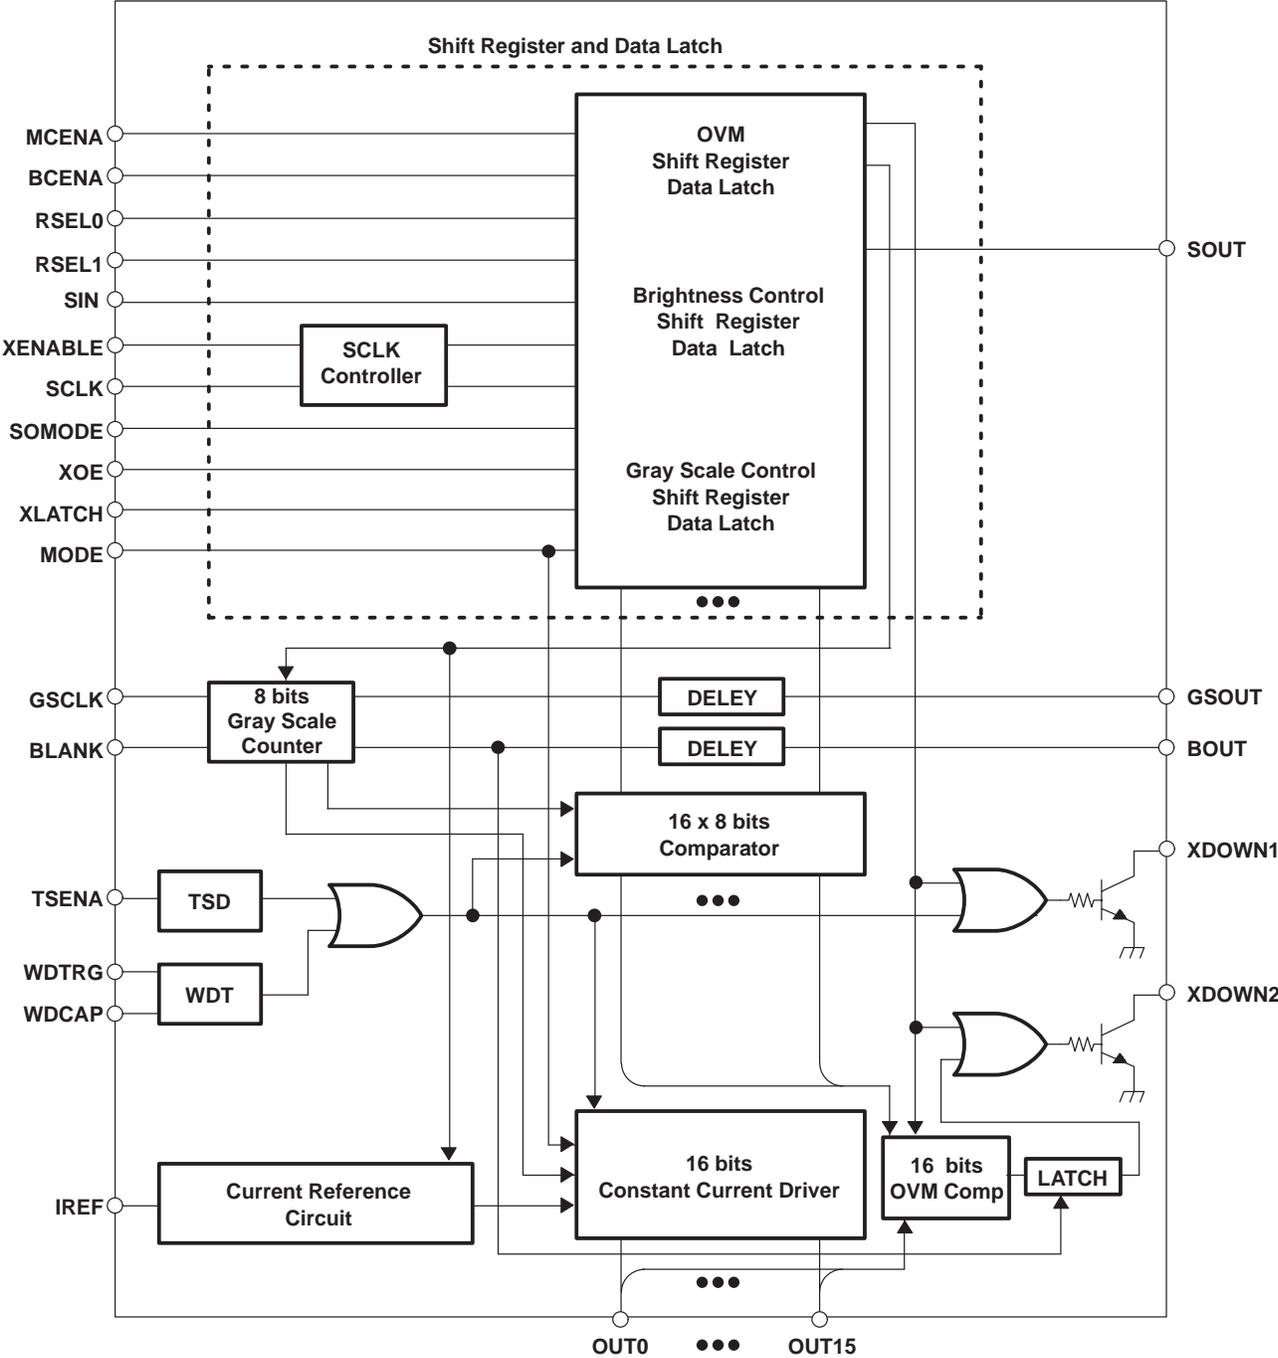 Shift Register and Data Latch
MCENA
BCENA
RSEL0
RSEL1
SIN
XENABLE
SCLK
SOMODE
XOE
XLATCH
MODE
SCLK
Controller
OVM
Shift Register
Data Latch
Brightness Control
Shift Register
Data Latch
Gray Scale Control
Shift Register
Data Latch
SOUT
GSCLK
BLANK
8 bits
Gray Scale
Counter
DELEY
DELEY
GSOUT
BOUT
16 x 8 bits
Comparator
TSENA
TSD
WDTRG
WDCAP
WDT
XDOWN1
XDOWN2
IREF
Current Reference
Circuit
16 bits
Constant Current Driver
16 bits
OVM Comp
LATCH
OUT0
OUT15